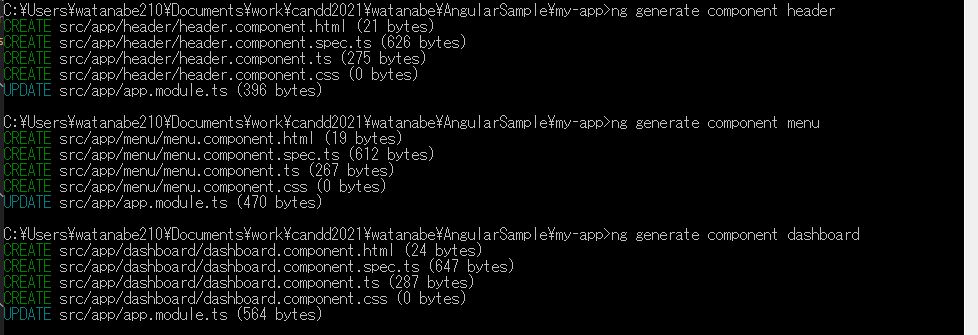 C:¥Users¥watanabe210¥Documents¥work¥candd2021¥watanabe¥AngularSample¥my-app>ng generate component header
CREATE src/app/header/header.component.html (21 bytes)
CREATE src/app/header/header.component.spec.ts (626 bytes)
CREATE src/app/header/header.component.ts (275 bytes)
CREATE src/app/header/header.component.css (0 bytes)
UPDATE src/app/app.module.ts (396 bytes)
C:¥Users¥watanabe210¥Documents¥work¥candd2021¥watanabe¥AngularSample¥my-app>ng generate component menu
CREATE src/app/menu/menu.component.html (19 bytes)
CREATE src/app/menu/menu.component.spec.ts (612 bytes)
CREATE src/app/menu/menu.component.ts (267 bytes)
CREATE src/app/menu/menu.component.css (0 bytes)
UPDATE src/app/app.module.ts (470 bytes)
C:¥Users¥watanabe210¥Documents¥work¥candd2021¥watanabe¥AngularSample¥my-app>ng generate component dashboard
CREATE src/app/dashboard/dashboard.component.html (24 bytes)
CREATE src/app/dashboard/dashboard.component.spec.ts (647 bytes)
CREATE src/app/dashboard/dashboard.component.ts (287 bytes)
CREATE src/app/dashboard/dashboard.component.css (0 bytes)
UPDATE src/app/app.module.ts (564 bytes)